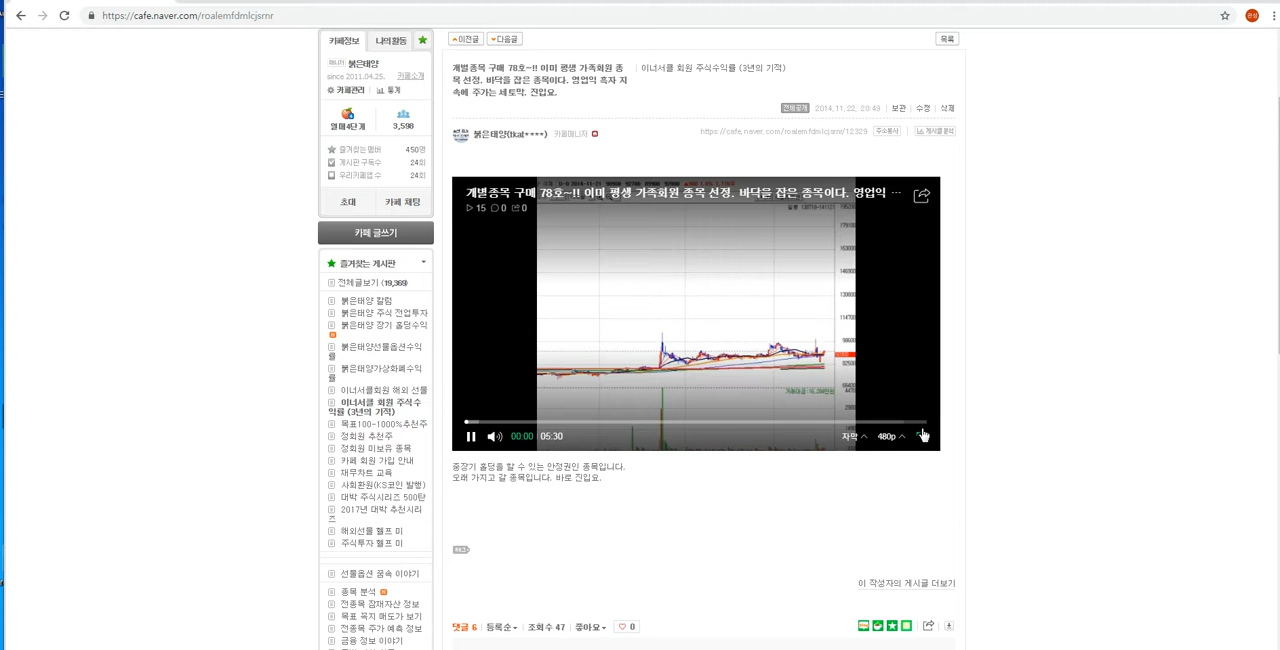 https://cafe.naver.com/roalemfdmlcjsrnr
카페정보 나의활동
매니저 붉은태양
since 2011.04.25. 카페소개
카페관리 통계
열매4단계 3,598
즐겨찾는 멤버 450명
게시판 구독수 24회
우리카페앱 수 24회
초대 카페 채팅
카페 글쓰기
즐겨찾는 게시판
전체글보기 (19,369)
붉은태양 칼럼
붉은태양 주식 전업투자
붉은태양 장기 홀딩수익
붉은태양선물옵션수익
률
붉은태양가상화폐수익
률
이너서클회원 해외 선물
이너서클 회원 주식수
익률 (3년의 기적)
목표100-1000%추천주
정회원 추천주
정회원 미보유 종목
카페 회원 가입 안내
재무차트 교육
사회환원(KS코인 발행)
대박 주식시리즈 500탄
2017년 대박 추천시리
즈
해외선물 헬프 미
주식투자 헬프 미
선물옵션 꿈속 이야기
종목 분석
전종목 잠재자산 정보
목표 꼭지 매도가 보기
전종목 주가 예측 정보
금융 정보 이야기
이전글 다음글 목록
개별종목 구매 78호~!! 이미 평생 가족회원 종
목 선정. 바닥을 잡은 종목이다. 영업익 흑자 지
속에 주가는 세토막. 진입요.
이너서클 회원 주식수익률 (3년의 기적)
전체공개 2014.11.22. 20:49 보관 수정 삭제
붉은태양(tkat****) 카페매니저
https://cafe.naver.com/roalemfdmlcjsrnr/12329 주소복사 게시글 분석
개별종목 구매 78호~!! 이미 평생 가족회원 종목 선정. 바닥을 잡은 종목이다. 영업익 ...
15 0 0
00:00 05:30 자막 480p
중장기 홀딩을 할 수 있는 안정권인 종목입니다.
오래 가지고 갈 종목입니다. 바로 진입요.
태그
이 작성자의 게시글 더보기
댓글 6 등록순 조회수 47 좋아요 0